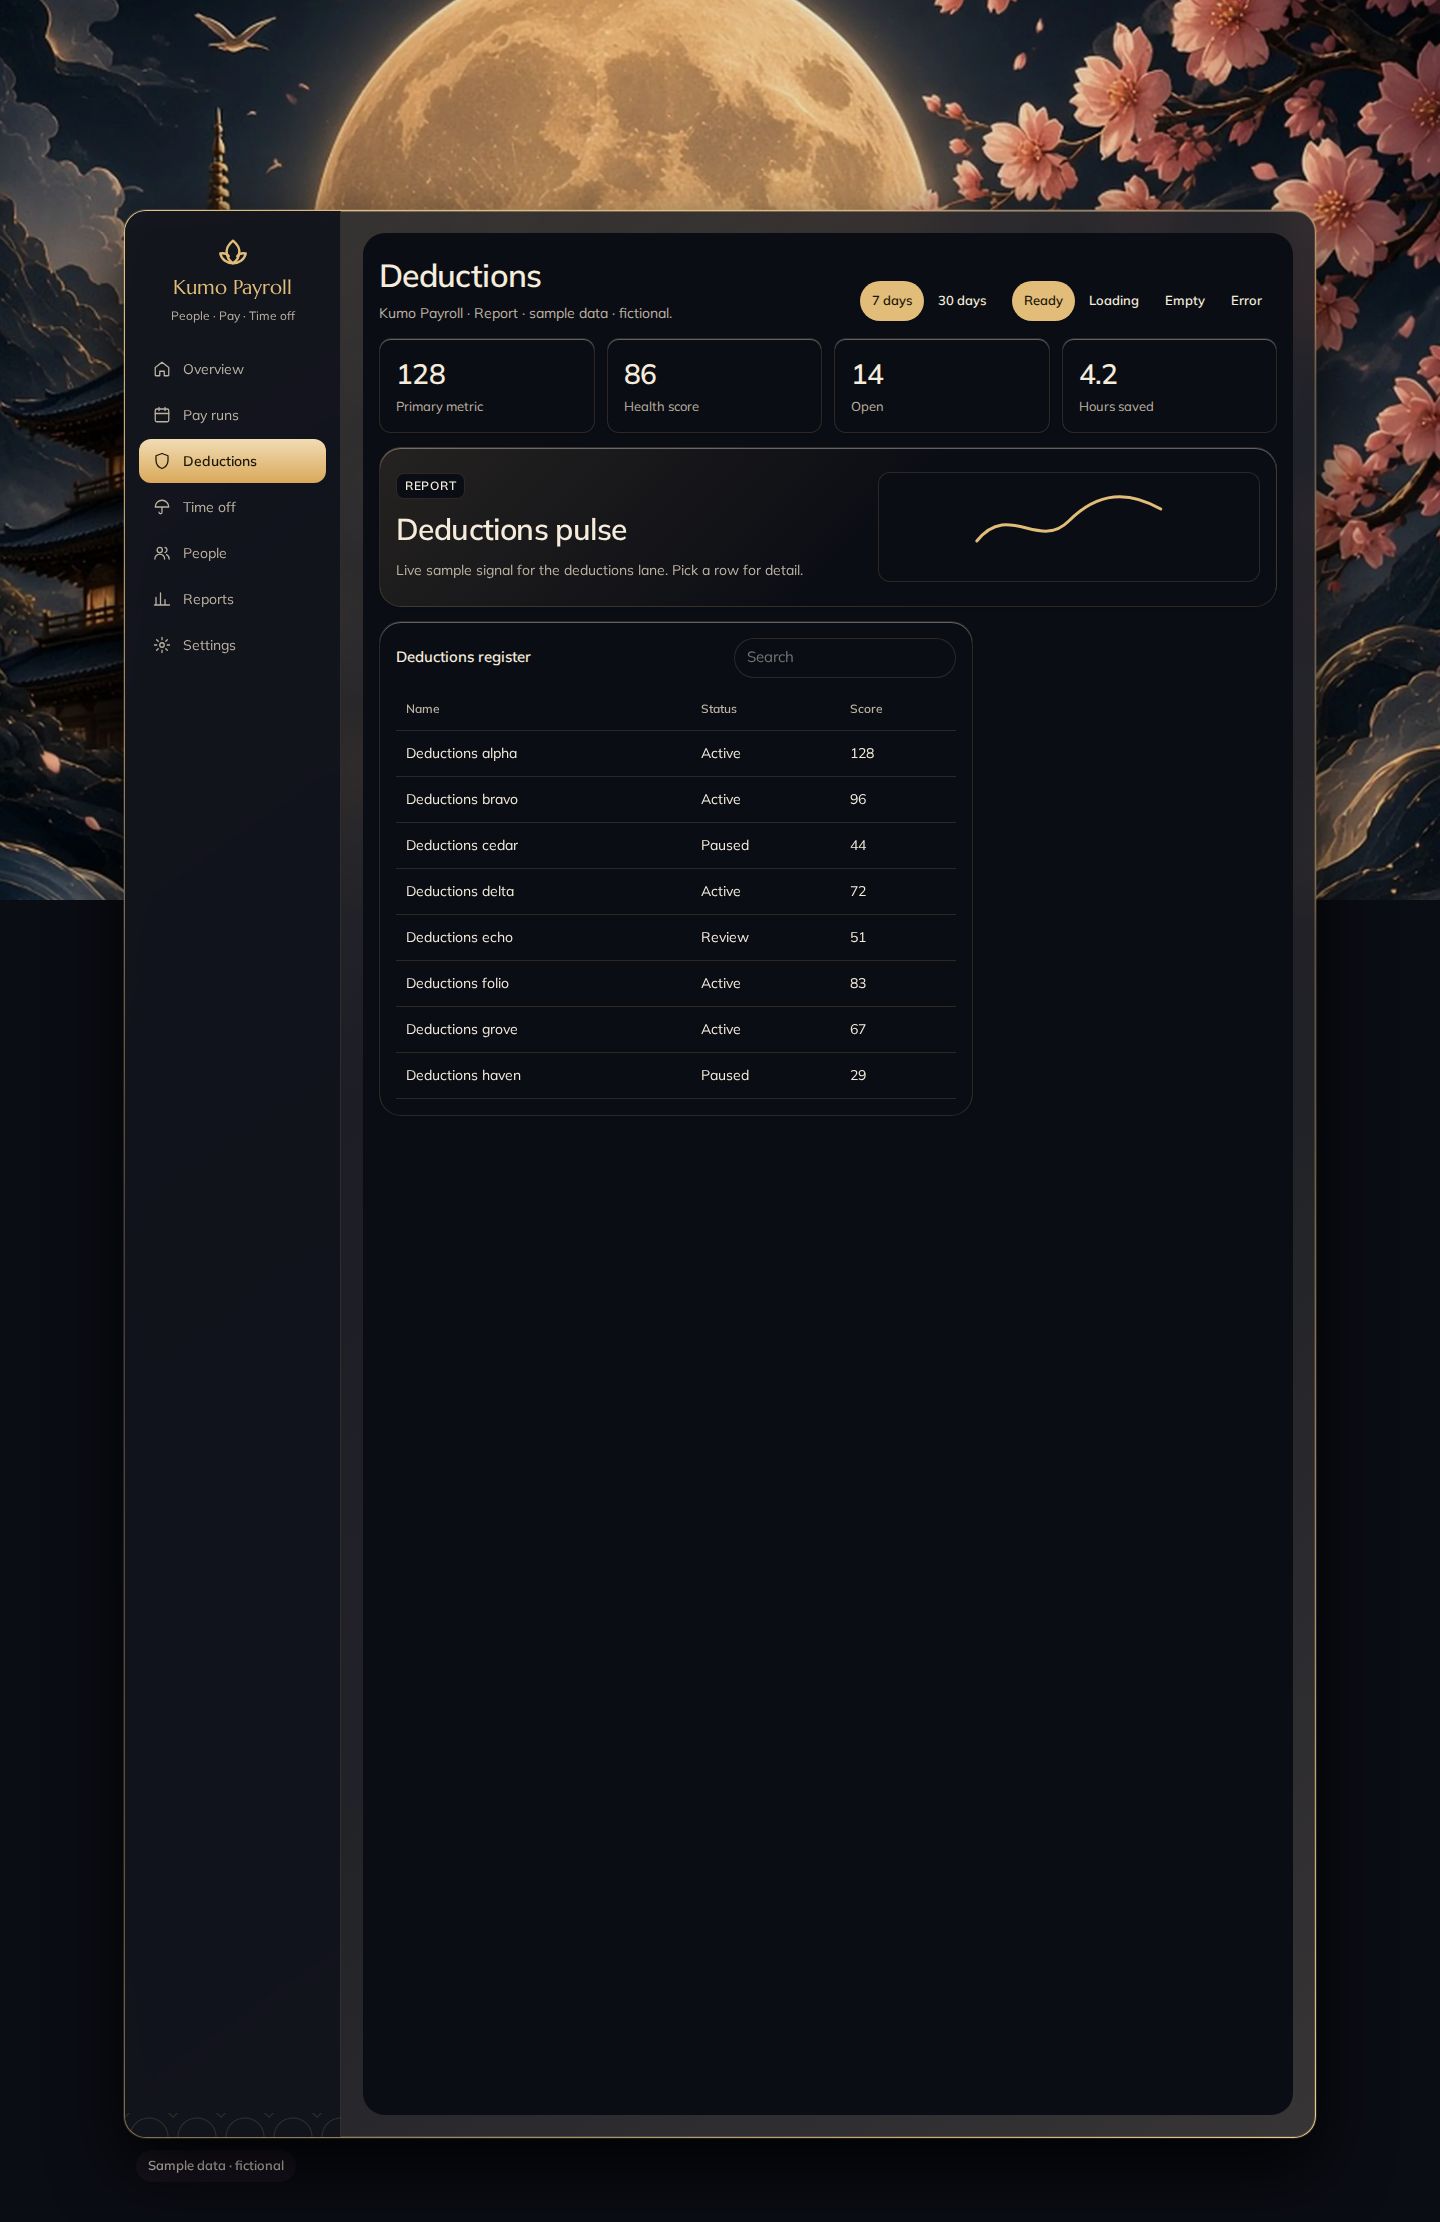 Kumo Payroll
People · Pay · Time off
Overview
Pay runs
Deductions
Time off
People
Reports
Settings
Deductions
Kumo Payroll · Report · sample data · fictional.
7 days 30 days Ready Loading Empty Error
128
Primary metric
86
Health score
14
Open
4.2
Hours saved
REPORT
Deductions pulse
Live sample signal for the deductions lane. Pick a row for detail.
Deductions register Search
Name Status Score
Deductions alpha Active 128
Deductions bravo Active 96
Deductions cedar Paused 44
Deductions delta Active 72
Deductions echo Review 51
Deductions folio Active 83
Deductions grove Active 67
Deductions haven Paused 29
Sample data · fictional